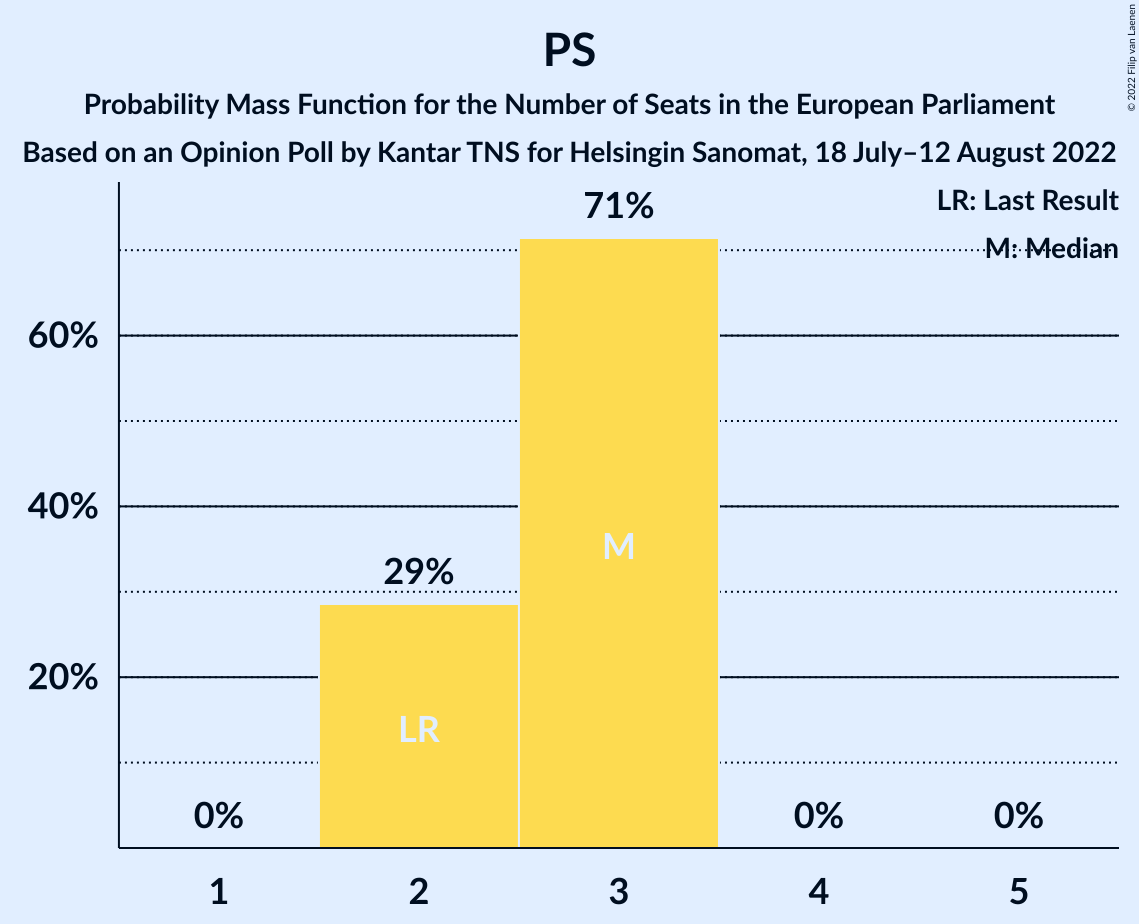 PS
Probability Mass Function for the Number of Seats in the European Parliament
Based on an Opinion Poll by Kantar TNS for Helsingin Sanomat, 18 July–12 August 2022
© 2022 Filip van Laenen
LR: Last Result
M: Median
71%
60%
40%
29%
M
20%
LR
0%
0%
0%
1
2
3
4
5